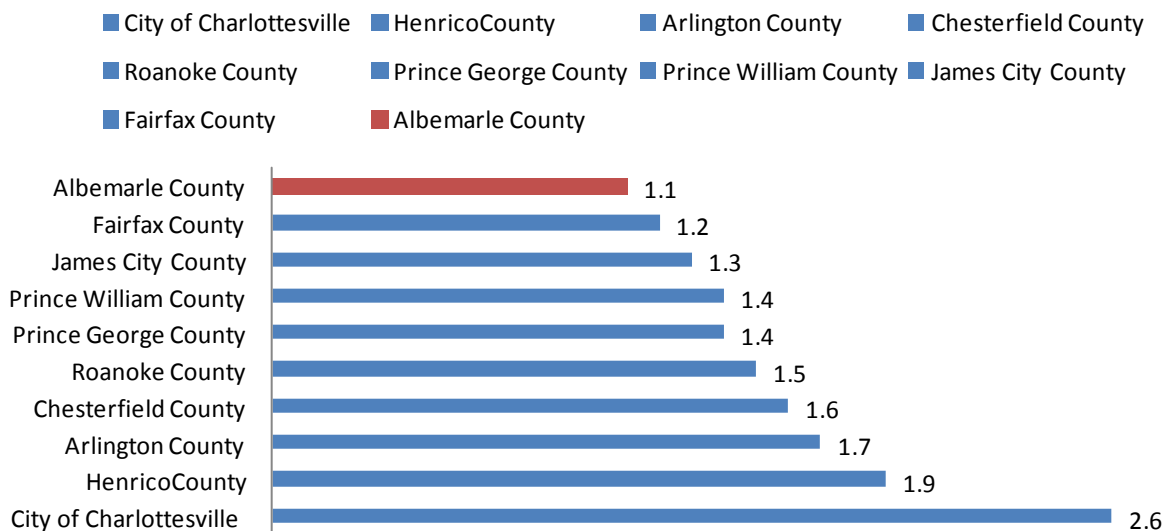 City of Charlottesville HenricoCounty Arlington County Chesterfield County
Roanoke County Prince George County Prince William County James City County
Fairfax County Albemarle County
Albemarle County 1.1
Fairfax County 1.2
James City County 1.3
Prince William County 1.4
Prince George County 1.4
Roanoke County 1.5
Chesterfield County 1.6
Arlington County 1.7
HenricoCounty 1.9
City of Charlottesville 2.6